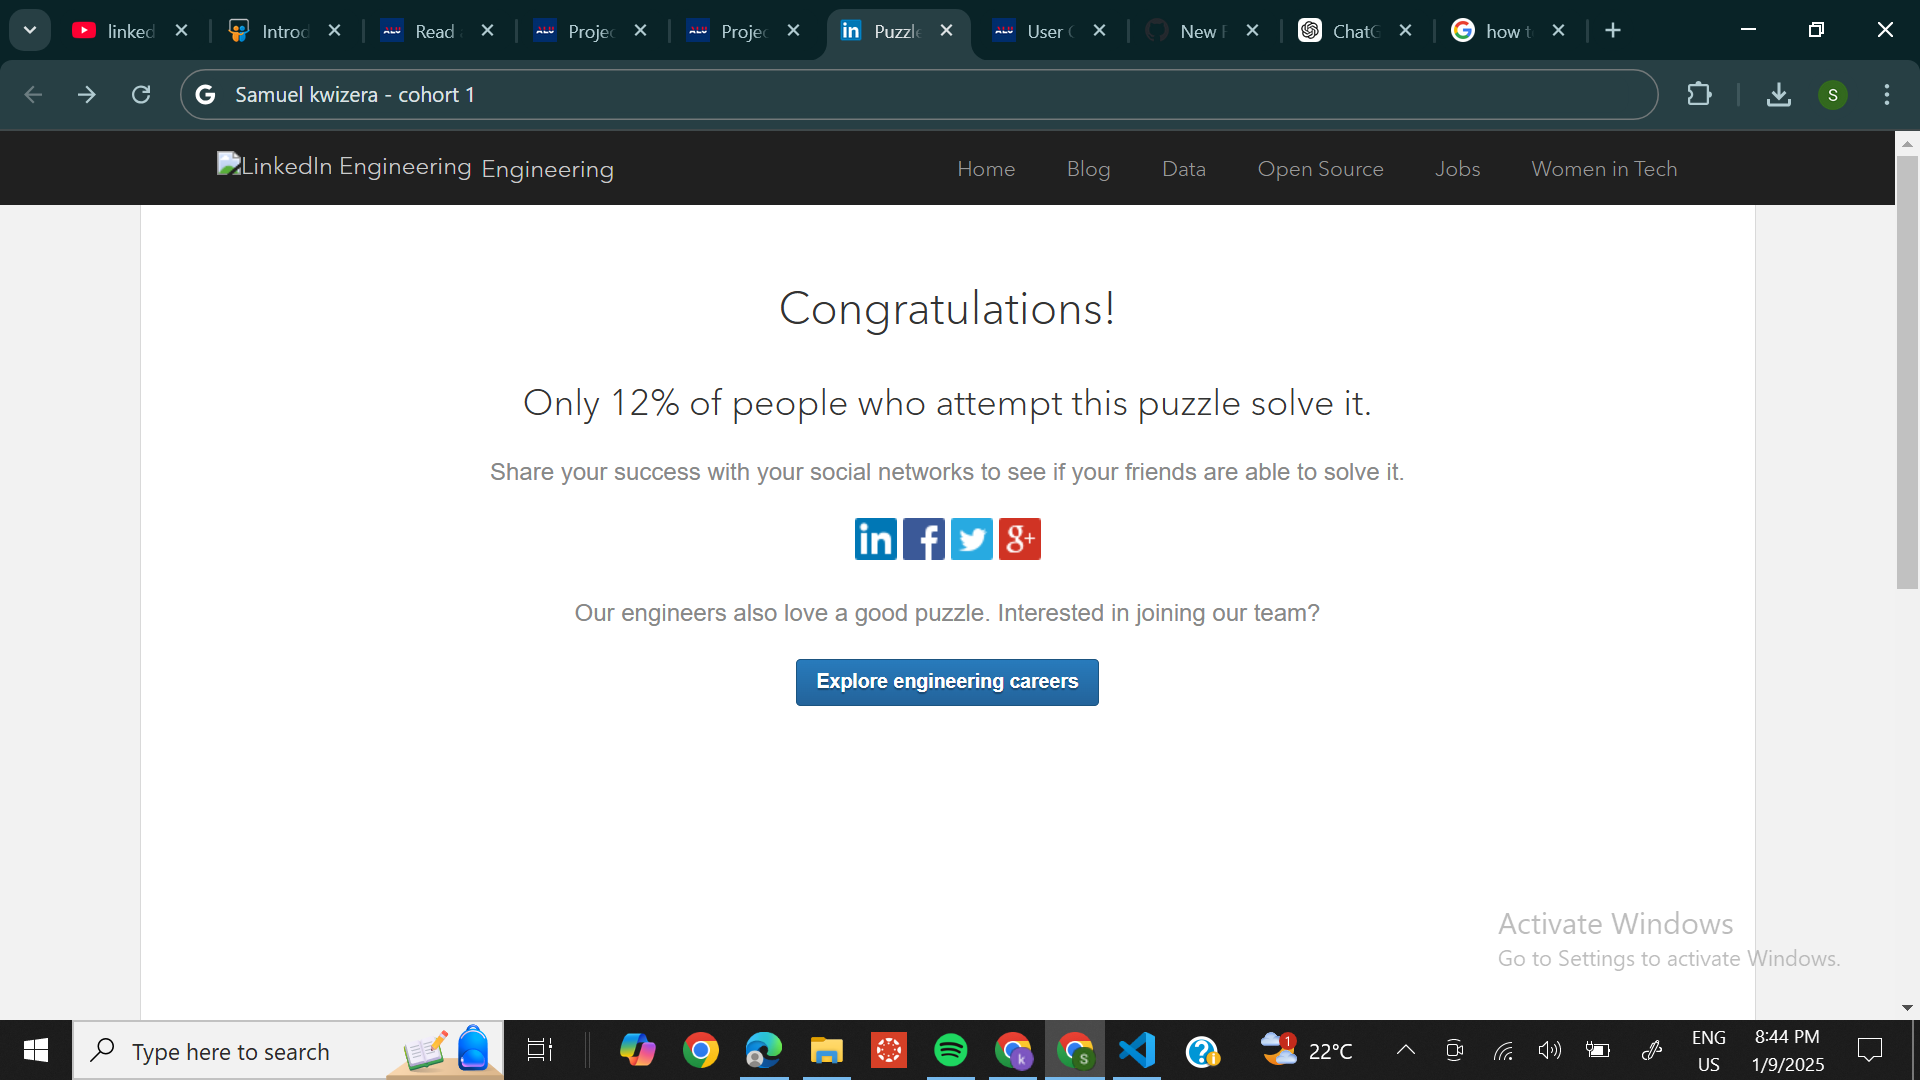 linked
Introd
Read
Projec
Projec
Puzzle
User
New
ChatG
how t
Samuel kwizera - cohort 1
S
LinkedIn Engineering Engineering
Home
Blog
Data
Open Source
Jobs
Women in Tech
Congratulations!
Only 12% of people who attempt this puzzle solve it.
Share your success with your social networks to see if your friends are able to solve it.
in f g+
Our engineers also love a good puzzle. Interested in joining our team?
Explore engineering careers
Activate Windows
Go to Settings to activate Windows.
Type here to search
k
S
1
22°C
ENG
US
8:44 PM
1/9/2025